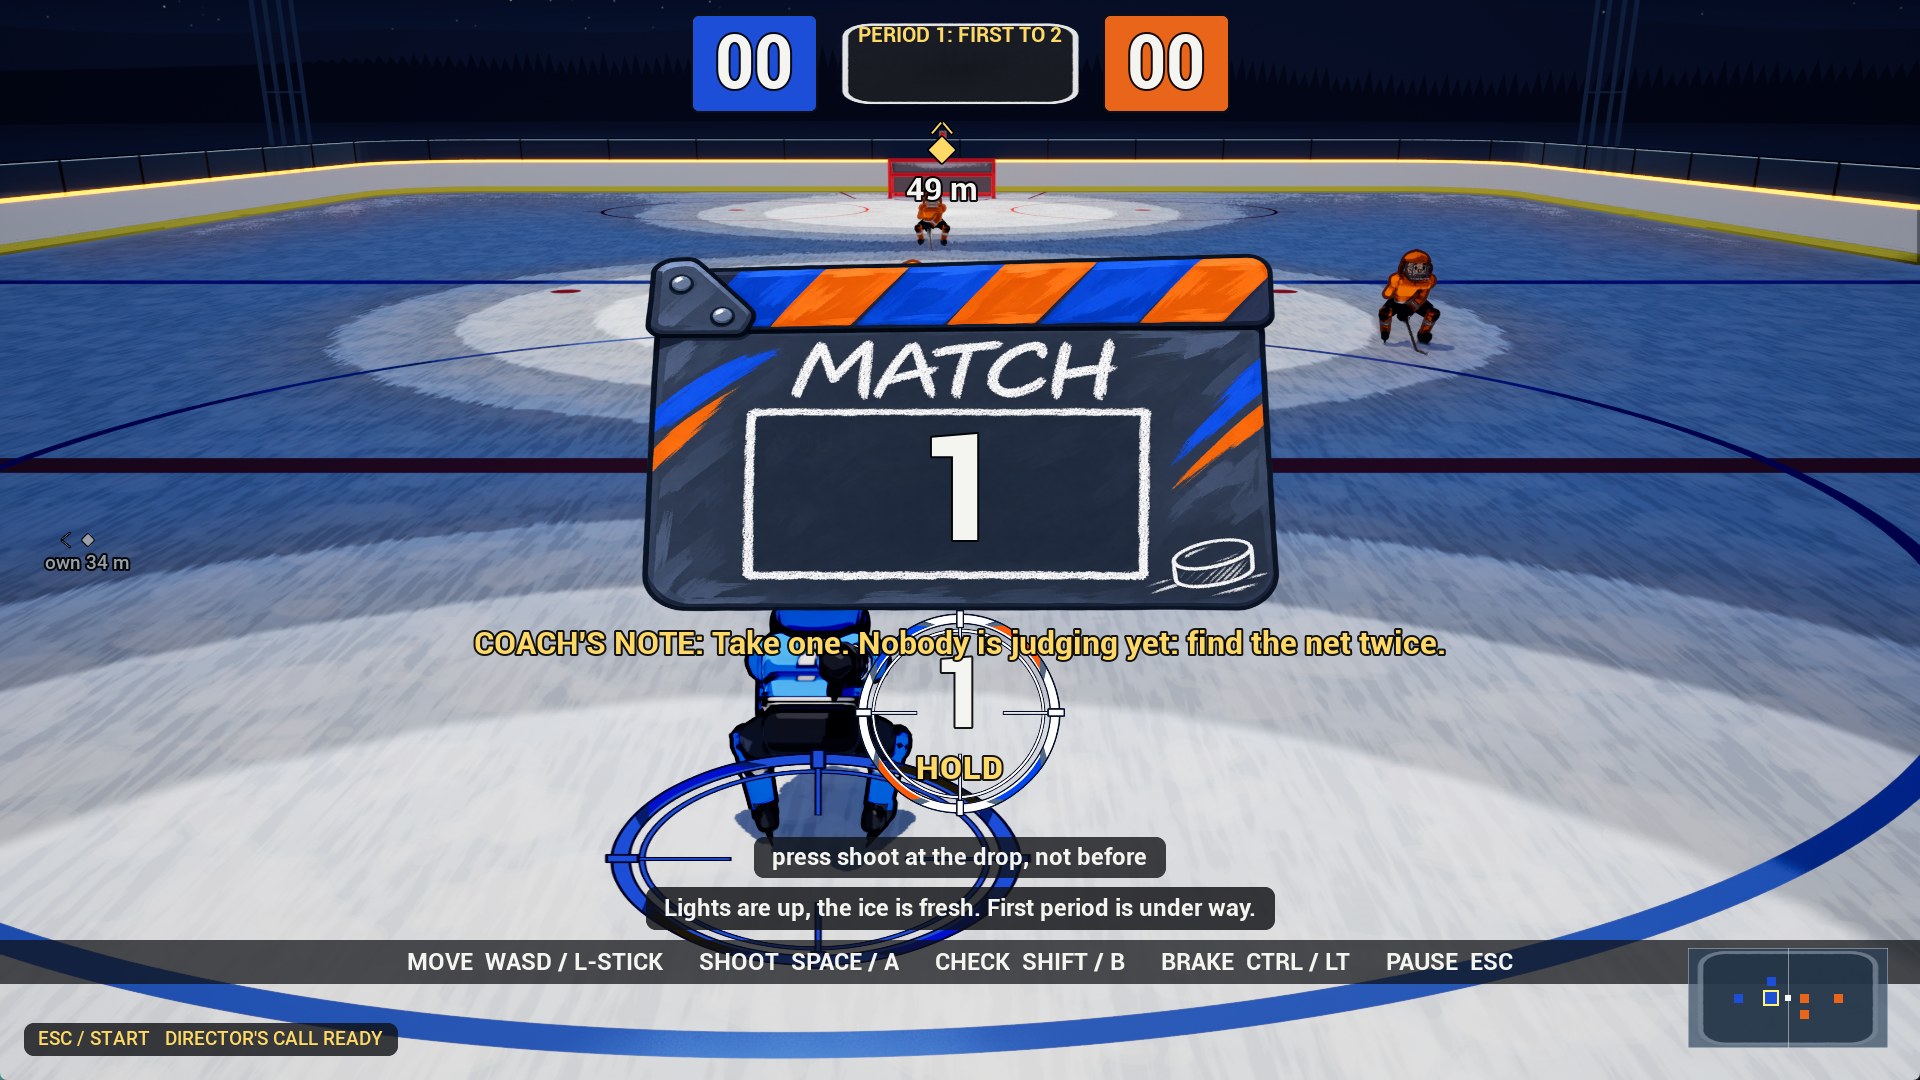 00
PERIOD 1: FIRST TO 2
00
49 m
MATCH
1
own 34 m
COACH'S NOTE: Take one. Nobody is judging yet: find the net twice.
1
HOLD
press shoot at the drop, not before
Lights are up, the ice is fresh. First period is under way.
MOVE WASD / L-STICK SHOOT SPACE / A CHECK SHIFT / B BRAKE CTRL / LT PAUSE ESC
ESC / START DIRECTOR'S CALL READY